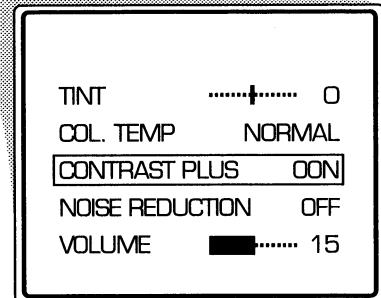 TINT 0
COL. TEMP NORMAL
CONTRAST PLUS OON
NOISE REDUCTION OFF
VOLUME 15